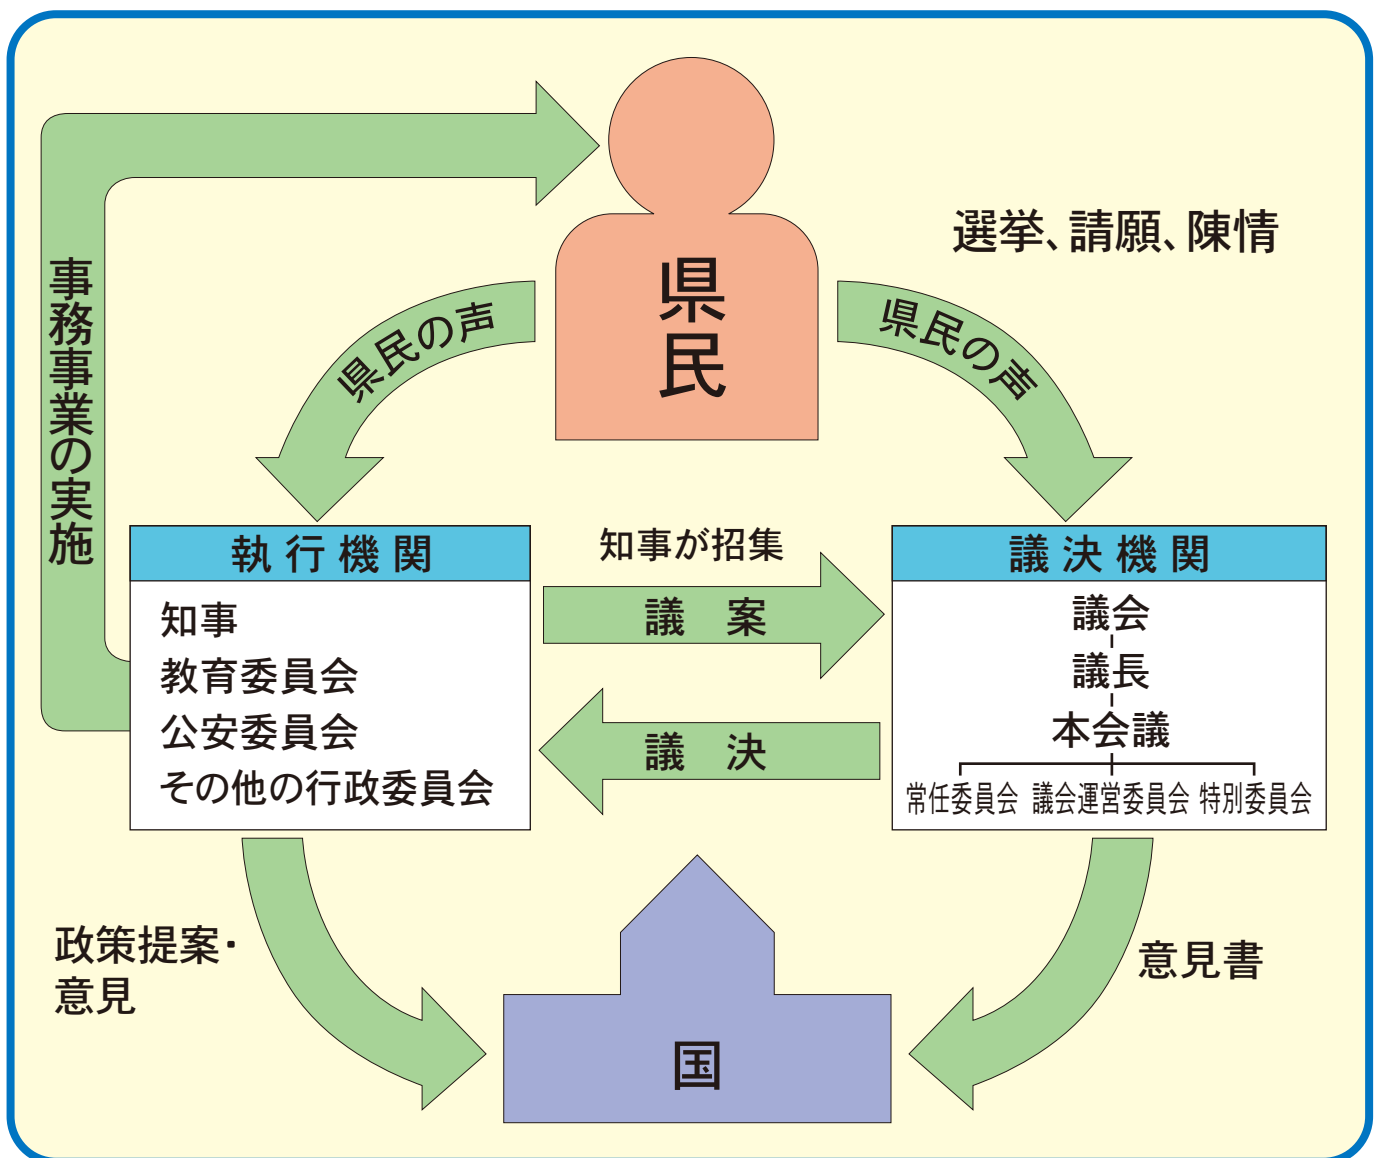 県民
選挙、請願、陳情
県民の声
県民の声
事務事業の実施
執行機関
知事
教育委員会
公安委員会
その他の行政委員会
知事が招集
議案
議決
議決機関
議会
議長
本会議
常任委員会 議会運営委員会 特別委員会
政策提案・
意見
意見書
国